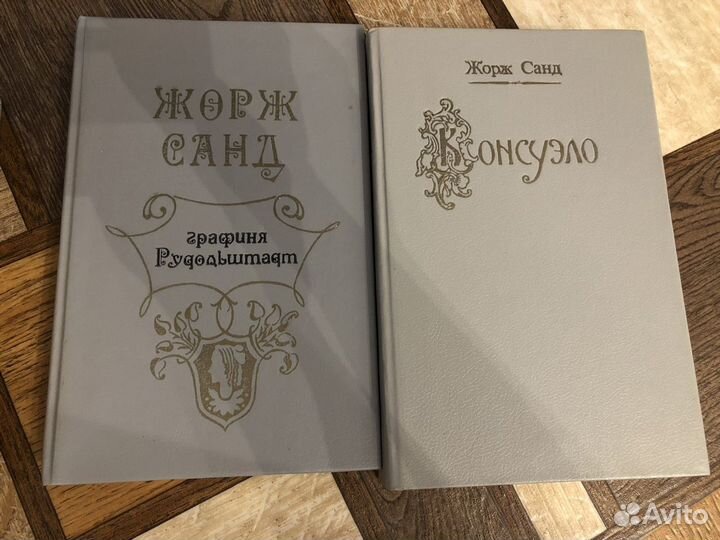 ЖОРЖ
САНД
графиня
Рудольштадт
Жорж Санд
Консуэло
Avito